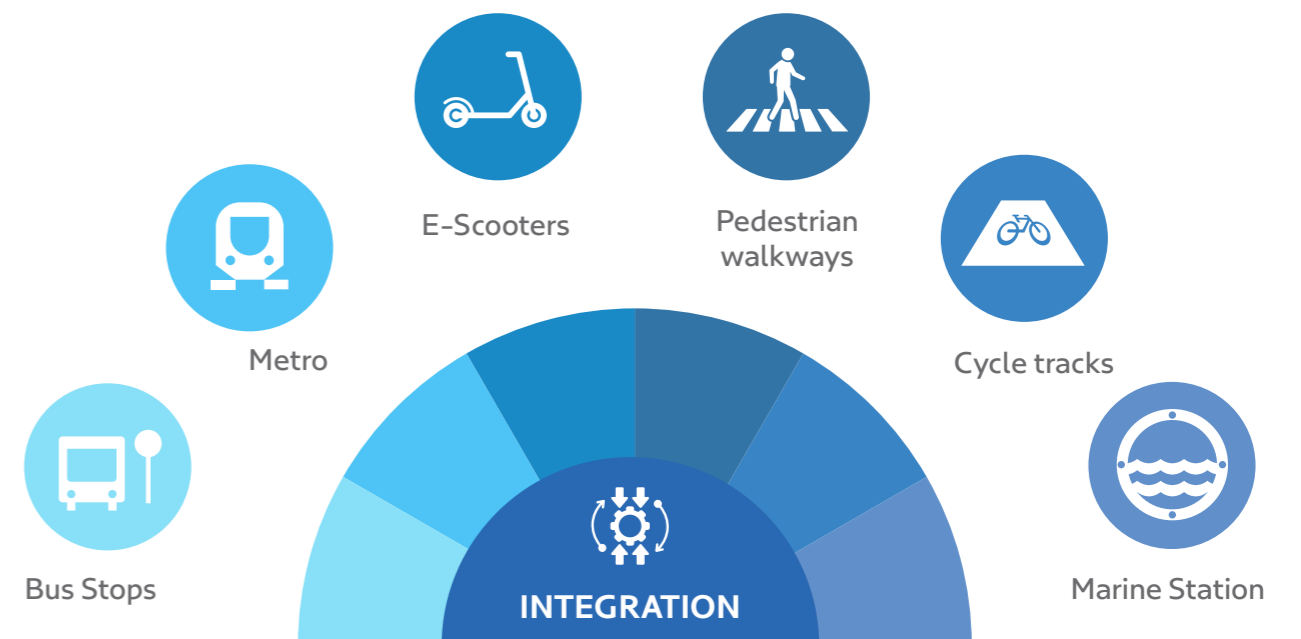 E-Scooters
Pedestrian
walkways
Metro
Cycle tracks
Bus Stops
Marine Station
INTEGRATION